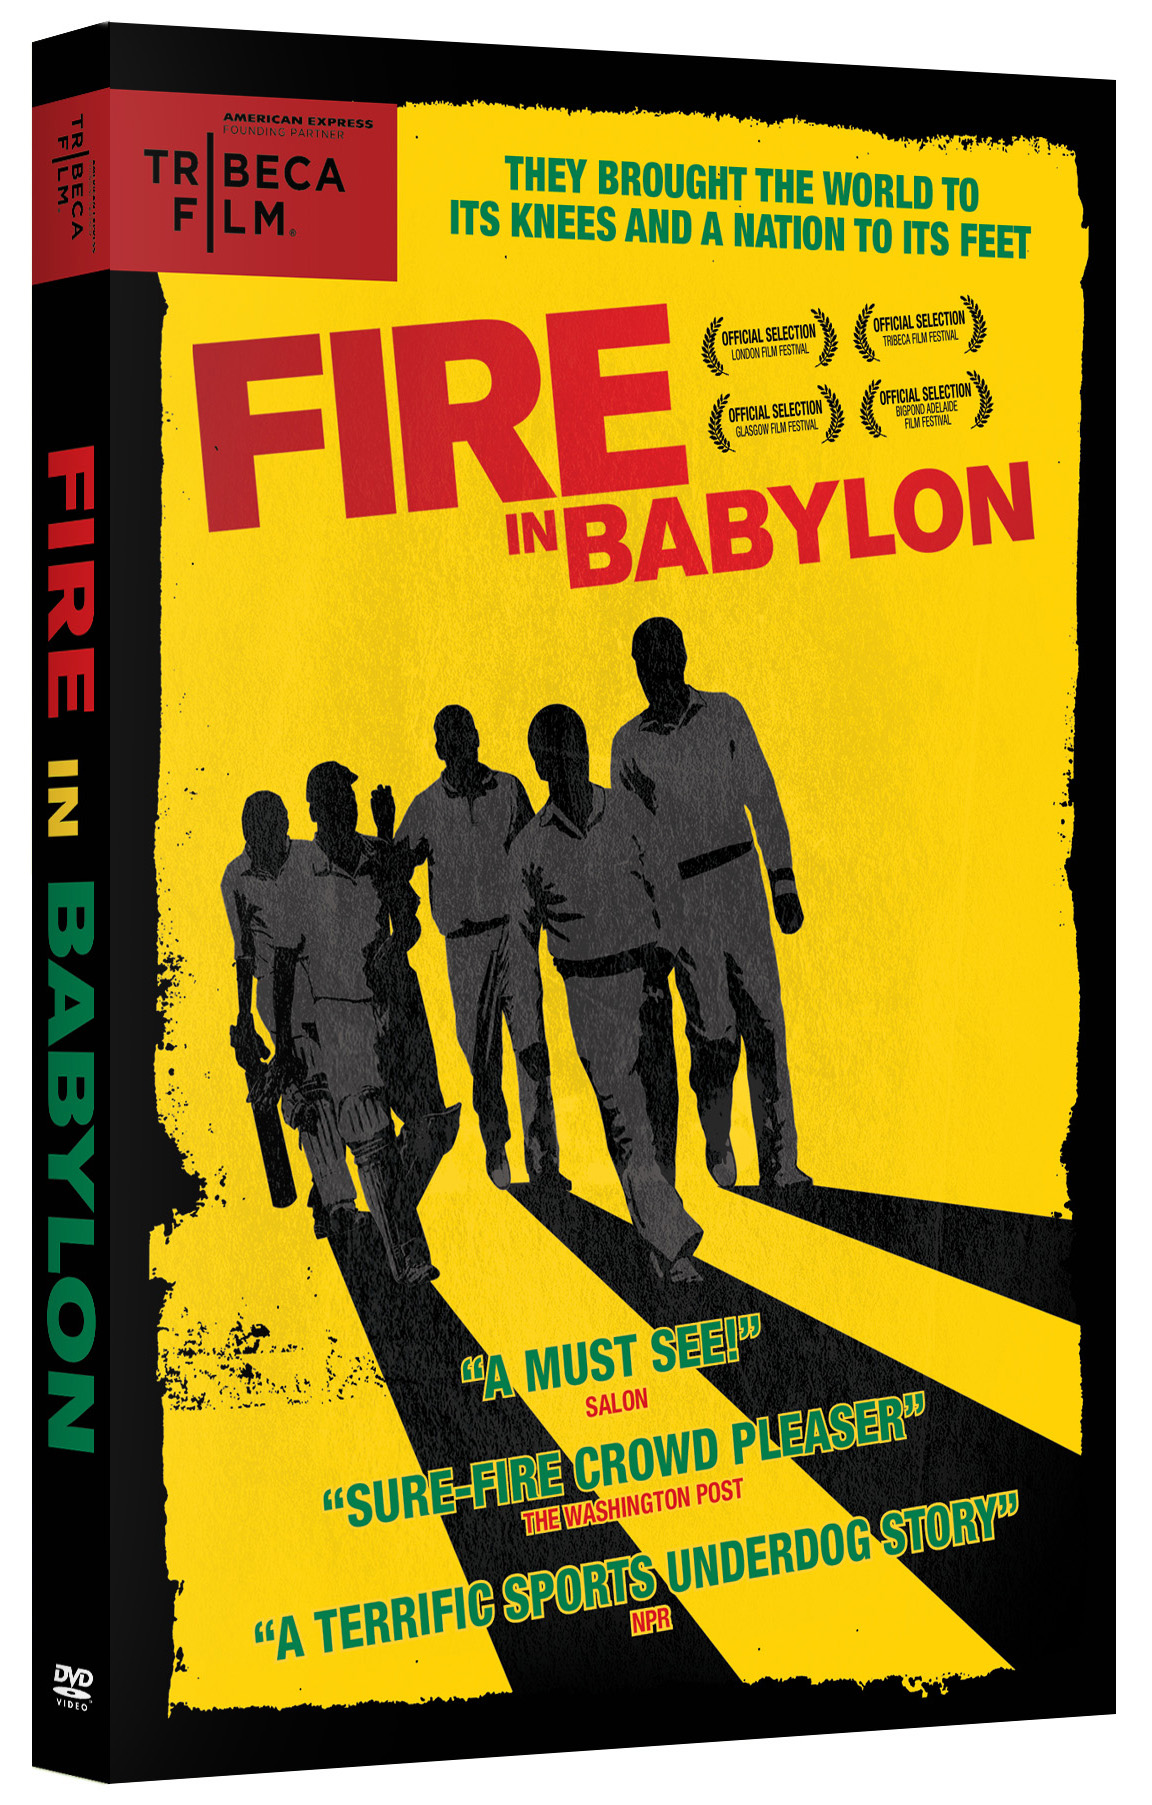 AMERICAN EXPRESS
FOUNDING PARTNER
TRIBECA
FILM®
THEY BROUGHT THE WORLD TO
ITS KNEES AND A NATION TO ITS FEET
FIRE
IN BABYLON
OFFICIAL SELECTION
LONDON FILM FESTIVAL
OFFICIAL SELECTION
TRIBECA FILM FESTIVAL
OFFICIAL SELECTION
GLASGOW FILM FESTIVAL
OFFICIAL SELECTION
BIGPOND ADELAIDE
FILM FESTIVAL
“A MUST SEE!”
SALON
“SURE-FIRE CROWD PLEASER”
THE WASHINGTON POST
“A TERRIFIC SPORTS UNDERDOG STORY”
NPR
TRIBECA
FILM
FIRE IN BABYLON
DVD
VIDEO